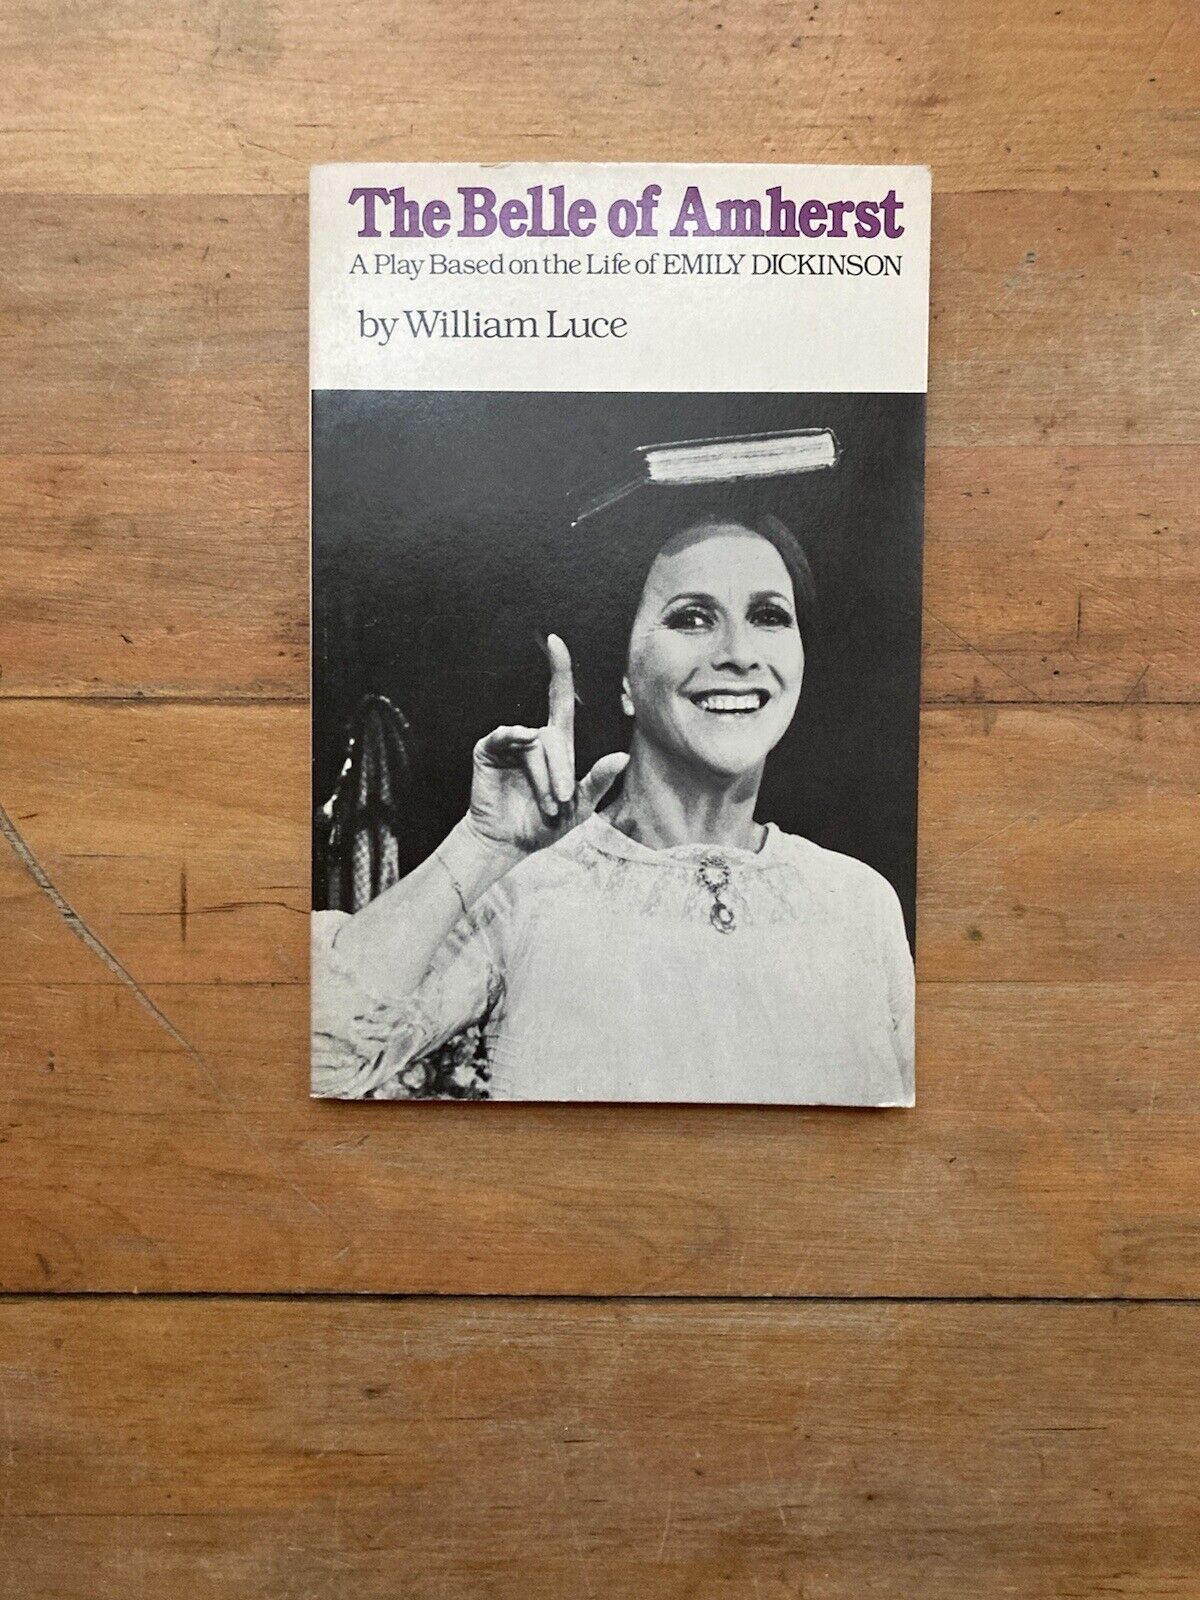 The Belle of Amherst
A Play Based on the Life of EMILY DICKINSON
by William Luce